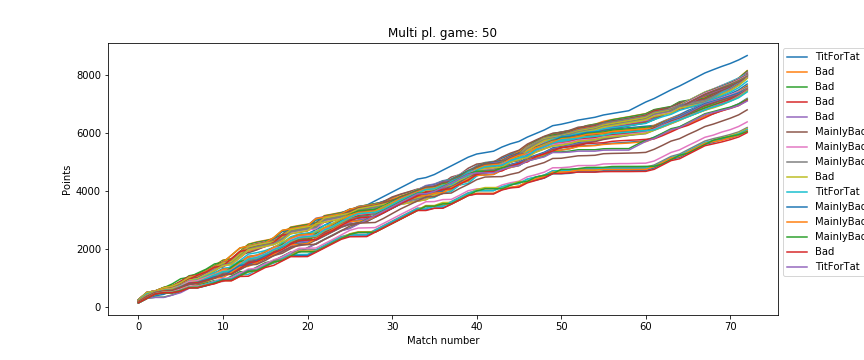 Multi pl. game: 50
Points
8000
6000
4000
2000
0
0 10 20 30 40 50 60 70
Match number
TitForTat
Bad
Bad
Bad
Bad
MainlyBad
MainlyBad
MainlyBad
Bad
TitForTat
MainlyBad
MainlyBad
MainlyBad
Bad
TitForTat